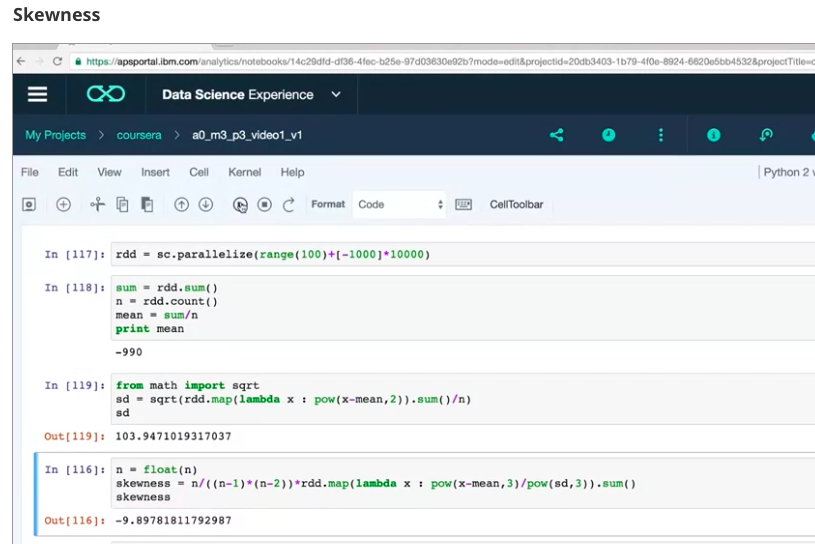 Skewness
https://apsportal.ibm.com/analytics/notebooks/14c29dfd-df36-4fec-b25e-97d03630e92b?mode=edit&projectid=20db3403-1b79-4f0e-8924-6620e5bb4532&projectTitle=c
Data Science Experience
My Projects > coursera > a0_m3_p3_video1_v1
File Edit View Insert Cell Kernel Help | Python 2
Format Code CellToolbar
In [117]: rdd = sc.parallelize(range(100)+[-1000]*10000)
In [118]: sum = rdd.sum()
n = rdd.count()
mean = sum/n
print mean
-990
In [119]: from math import sqrt
sd = sqrt(rdd.map(lambda x : pow(x-mean,2)).sum()/n)
sd
Out[119]: 103.9471019317037
In [116]: n = float(n)
skewness = n/((n-1)*(n-2))*rdd.map(lambda x : pow(x-mean,3)/pow(sd,3)).sum()
skewness
Out[116]: -9.89781811792987